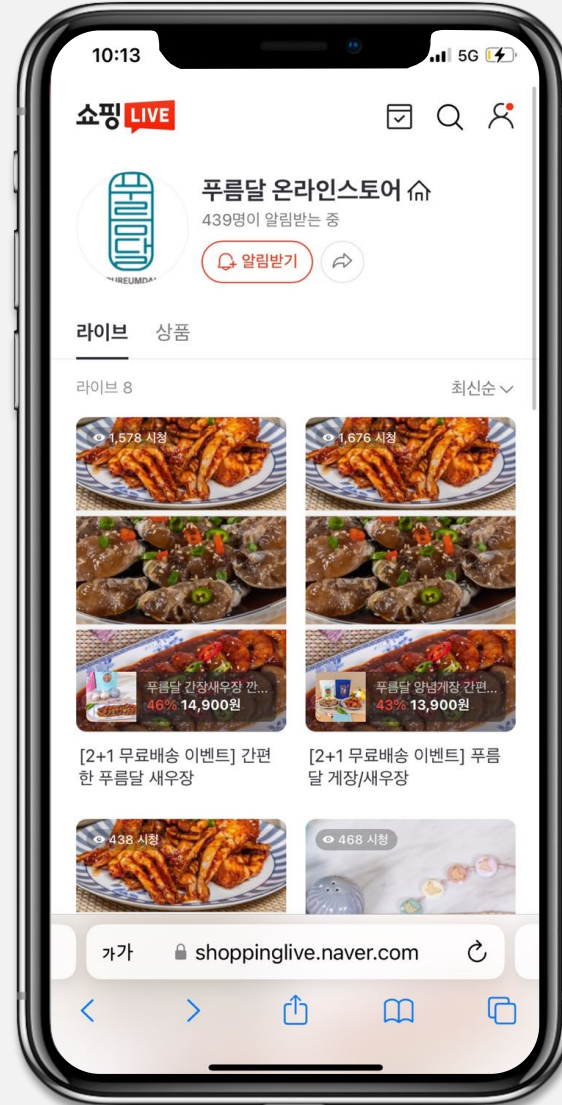 10:13
5G
쇼핑 LIVE
푸름달
PUREUMDAL
푸름달 온라인스토어
439명이 알림받는 중
알림받기
라이브 상품
라이브 8
최신순
1,578 시청
1,676 시청
푸름달 간장새우장 깐...
46% 14,900원
푸름달 양념게장 간편...
43% 13,900원
[2+1 무료배송 이벤트] 간편
한 푸름달 새우장
[2+1 무료배송 이벤트] 푸름
달 게장/새우장
438 시청
468 시청
가가 shoppinglive.naver.com